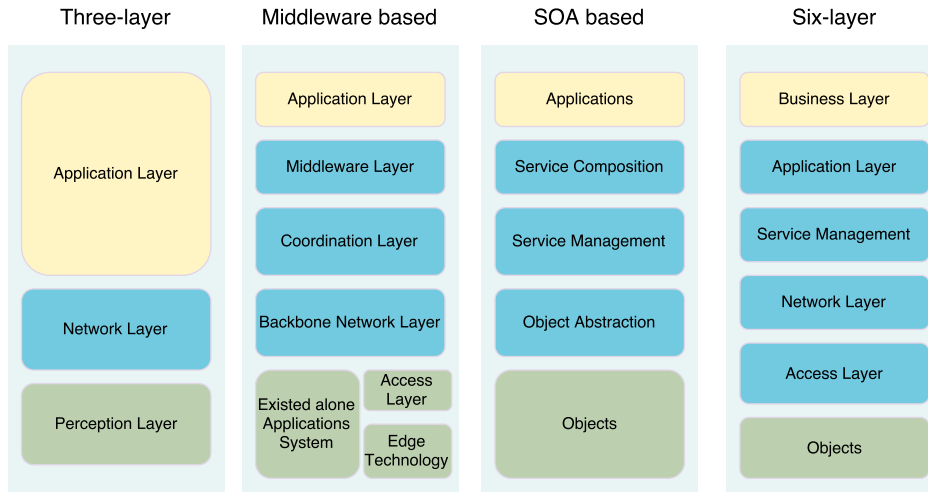 Three-layer
Application Layer
Network Layer
Perception Layer
Middleware based
Application Layer
Middleware Layer
Coordination Layer
Backbone Network Layer
Existed alone
Applications
System
Access
Layer
Edge
Technology
SOA based
Applications
Service Composition
Service Management
Object Abstraction
Objects
Six-layer
Business Layer
Application Layer
Service Management
Network Layer
Access Layer
Objects